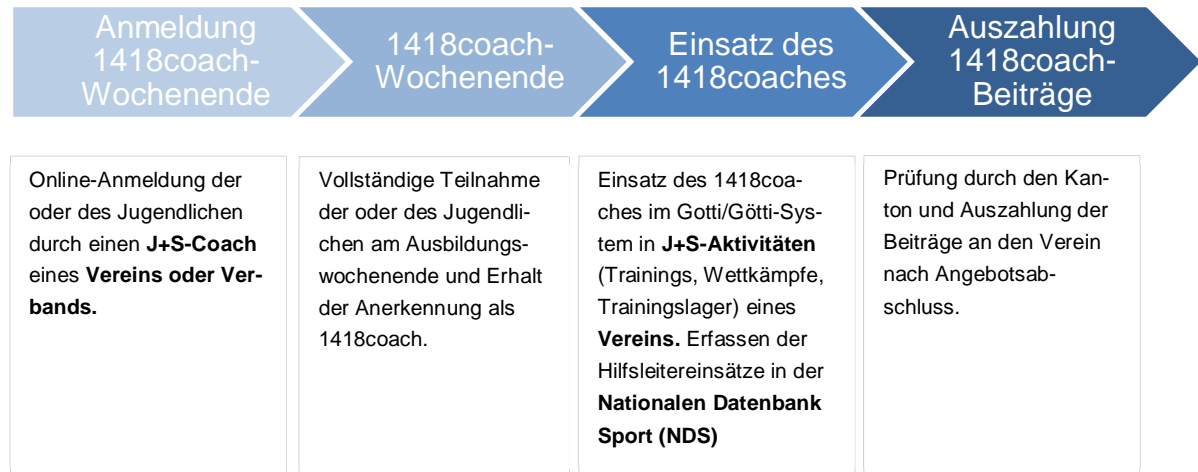 Anmeldung
1418coach-
Wochenende
1418coach-
Wochenende
Einsatz des
1418coaches
Auszahlung
1418coach-
Beiträge
Online-Anmeldung der
oder des Jugendlichen
durch einen J+S-Coach
eines Vereins oder Ver-
bands.
Vollständige Teilnahme
der oder des Jugendli-
chen am Ausbildungs-
wochenende und Erhalt
der Anerkennung als
1418coach.
Einsatz des 1418coa-
ches im Gotti/Götti-Sys-
tem in J+S-Aktivitäten
(Trainings, Wettkämpfe,
Trainingslager) eines
Vereins. Erfassen der
Hilfsleitereinsätze in der
Nationalen Datenbank
Sport (NDS)
Prüfung durch den Kan-
ton und Auszahlung der
Beiträge an den Verein
nach Angebotsab-
schluss.